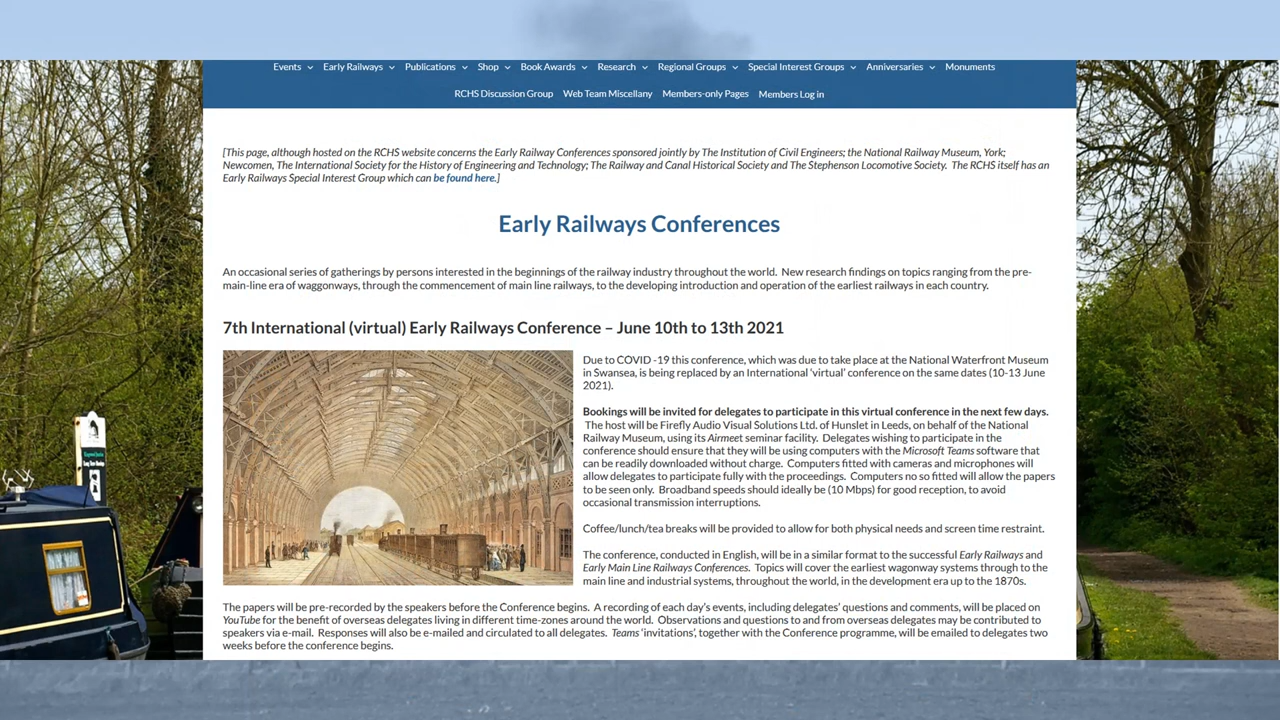 Events Early Railways Publications Shop Book Awards Research Regional Groups Special Interest Groups Anniversaries Monuments
RCHS Discussion Group Web Team Miscellany Members-only Pages Members Log in
[This page, although hosted on the RCHS website concerns the Early Railway Conferences sponsored jointly by The Institution of Civil Engineers; the National Railway Museum, York;
Newcomen, The International Society for the History of Engineering and Technology; The Railway and Canal Historical Society and The Stephenson Locomotive Society. The RCHS itself has an
Early Railways Special Interest Group which can be found here.]
Early Railways Conferences
An occasional series of gatherings by persons interested in the beginnings of the railway industry throughout the world. New research findings on topics ranging from the pre-
main-line era of waggonways, through the commencement of main line railways, to the developing introduction and operation of the earliest railways in each country.
7th International (virtual) Early Railways Conference – June 10th to 13th 2021
Due to COVID -19 this conference, which was due to take place at the National Waterfront Museum
in Swansea, is being replaced by an International 'virtual' conference on the same dates (10-13 June
2021).
Bookings will be invited for delegates to participate in this virtual conference in the next few days.
The host will be Firefly Audio Visual Solutions Ltd. of Hunslet in Leeds, on behalf of the National
Railway Museum, using its Airmeet seminar facility. Delegates wishing to participate in the
conference should ensure that they will be using computers with the Microsoft Teams software that
can be readily downloaded without charge. Computers fitted with cameras and microphones will
allow delegates to participate fully with the proceedings. Computers no so fitted will allow the papers
to be seen only. Broadband speeds should ideally be (10 Mbps) for good reception, to avoid
occasional transmission interruptions.
Coffee/lunch/tea breaks will be provided to allow for both physical needs and screen time restraint.
The conference, conducted in English, will be in a similar format to the successful Early Railways and
Early Main Line Railways Conferences. Topics will cover the earliest wagonway systems through to the
main line and industrial systems, throughout the world, in the development era up to the 1870s.
The papers will be pre-recorded by the speakers before the Conference begins. A recording of each day's events, including delegates' questions and comments, will be placed on
YouTube for the benefit of overseas delegates living in different time-zones around the world. Observations and questions to and from overseas delegates may be contributed to
speakers via e-mail. Responses will also be e-mailed and circulated to all delegates. Teams 'invitations', together with the Conference programme, will be emailed to delegates two
weeks before the conference begins.